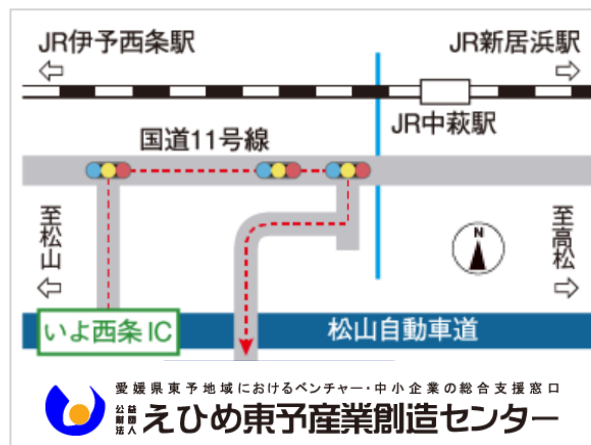 JR伊予西条駅
JR新居浜駅
JR中萩駅
国道11号線
至松山
至高松
N
いよ西条IC
松山自動車道
愛媛県東予地域におけるベンチャー・中小企業の総合支援窓口
公益財団法人 えひめ東予産業創造センター